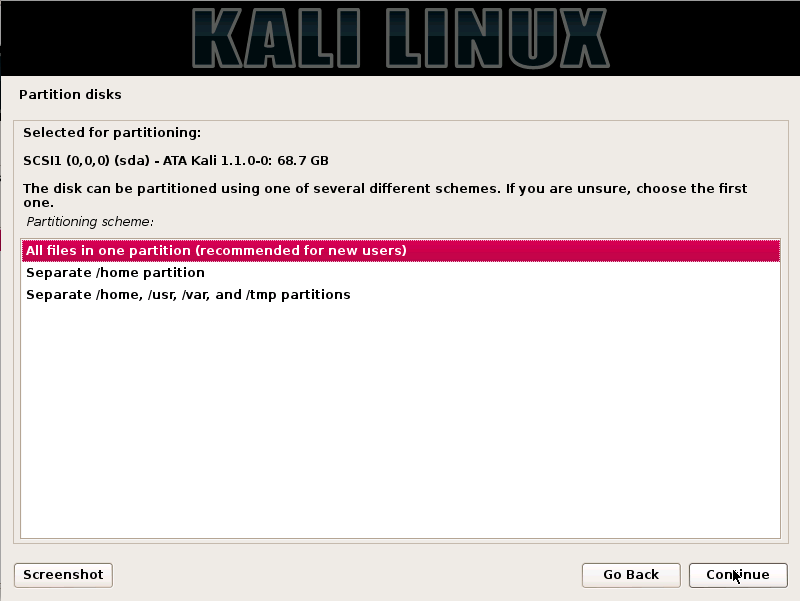 KALI LINUX
Partition disks
Selected for partitioning:
SCSI1 (0,0,0) (sda) - ATA Kali 1.1.0-0: 68.7 GB
The disk can be partitioned using one of several different schemes. If you are unsure, choose the first
one.
Partitioning scheme:
All files in one partition (recommended for new users)
Separate /home partition
Separate /home, /usr, /var, and /tmp partitions
Screenshot
Go Back
Continue